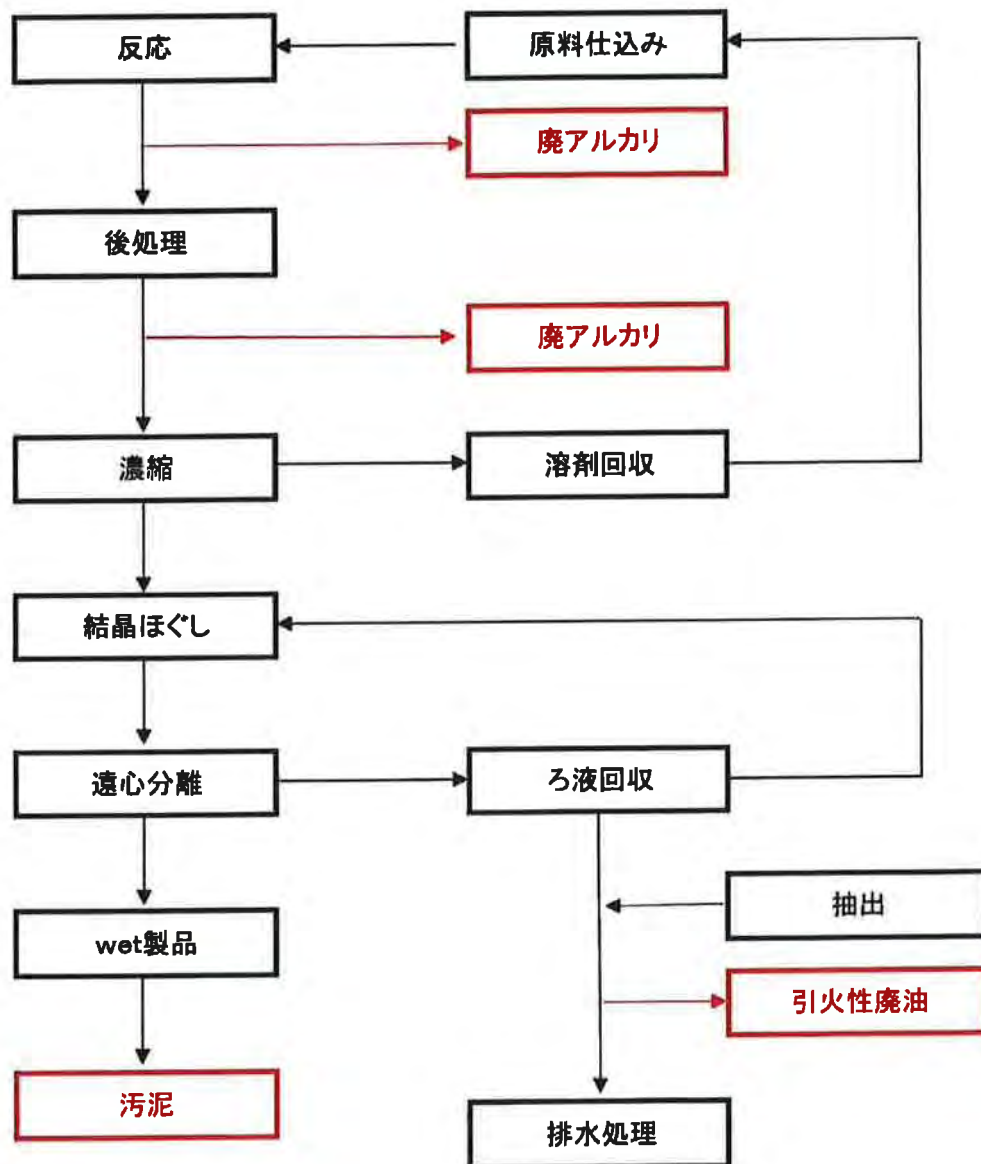 反応
原料仕込み
廃アルカリ
後処理
廃アルカリ
濃縮
溶剤回収
結晶ほぐし
遠心分離
ろ液回収
抽出
wet製品
引火性廃油
汚泥
排水処理